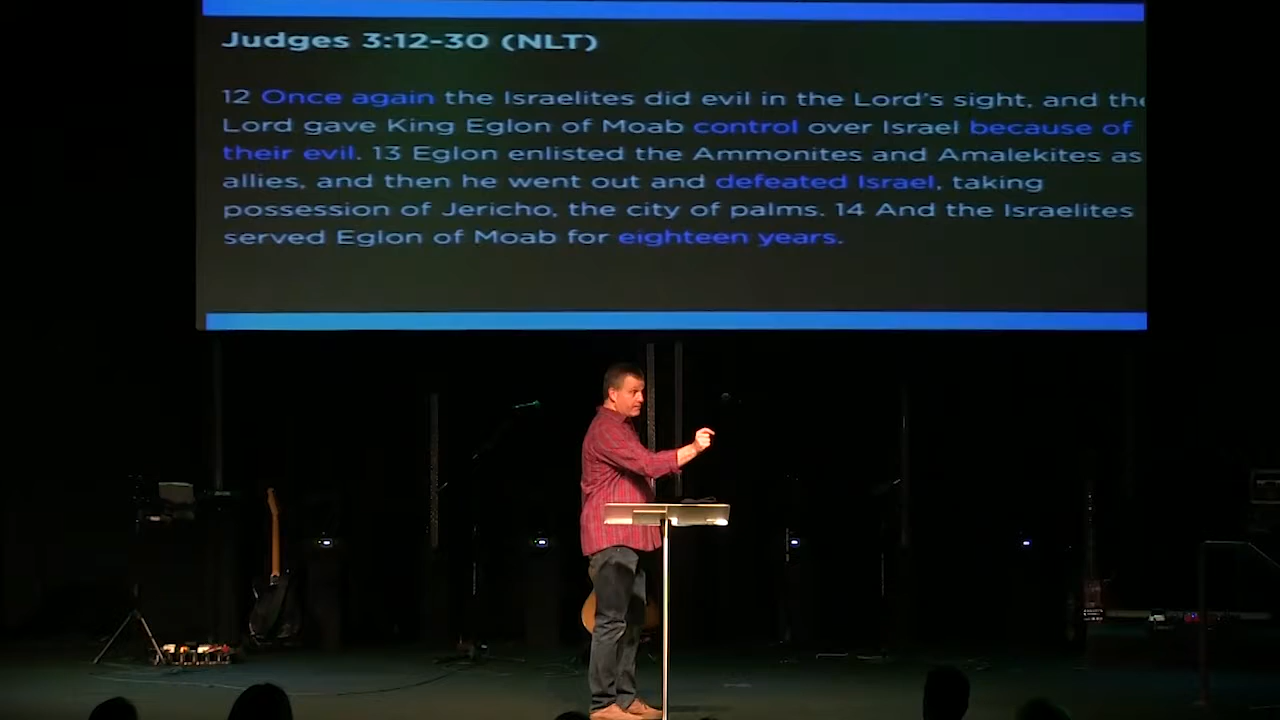 Judges 3:12-30 (NLT)
12 Once again the Israelites did evil in the Lord's sight, and the
Lord gave King Eglon of Moab control over Israel because of
their evil. 13 Eglon enlisted the Ammonites and Amalekites as
allies, and then he went out and defeated Israel, taking
possession of Jericho, the city of palms. 14 And the Israelites
served Eglon of Moab for eighteen years.